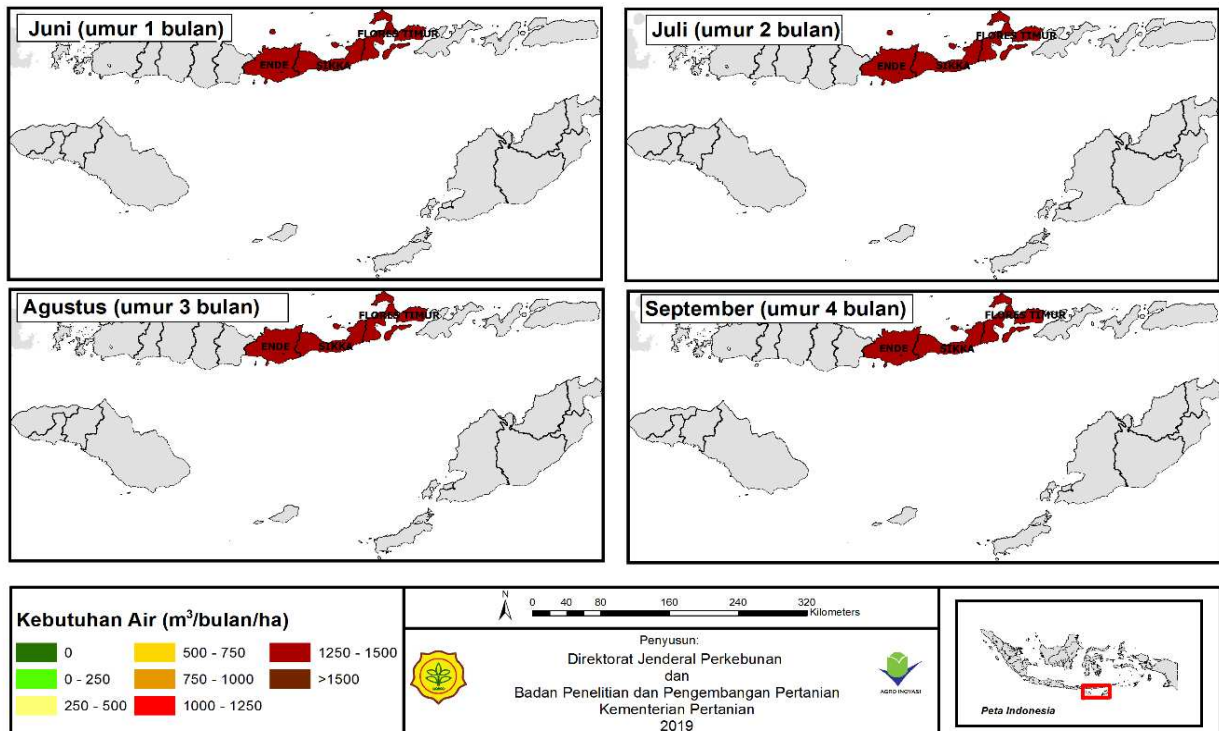 Juni (umur 1 bulan)
FLORES TIMUR
ENDE
SIKKA
Juli (umur 2 bulan)
FLORES TIMUR
ENDE
SIKKA
Agustus (umur 3 bulan)
FLORES TIMUR
ENDE
SIKKA
September (umur 4 bulan)
FLORES TIMUR
ENDE
SIKKA
Kebutuhan Air (m³/bulan/ha)
0
0 - 250
250 - 500
500 - 750
750 - 1000
1000 - 1250
1250 - 1500
>1500
N
0 20 40 80 160 240 320
Kilometers
Penyusun:
Direktorat Jenderal Perkebunan
dan
Badan Penelitian dan Pengembangan Pertanian
Kementerian Pertanian
2019
AGRO INOVASI
Peta Indonesia